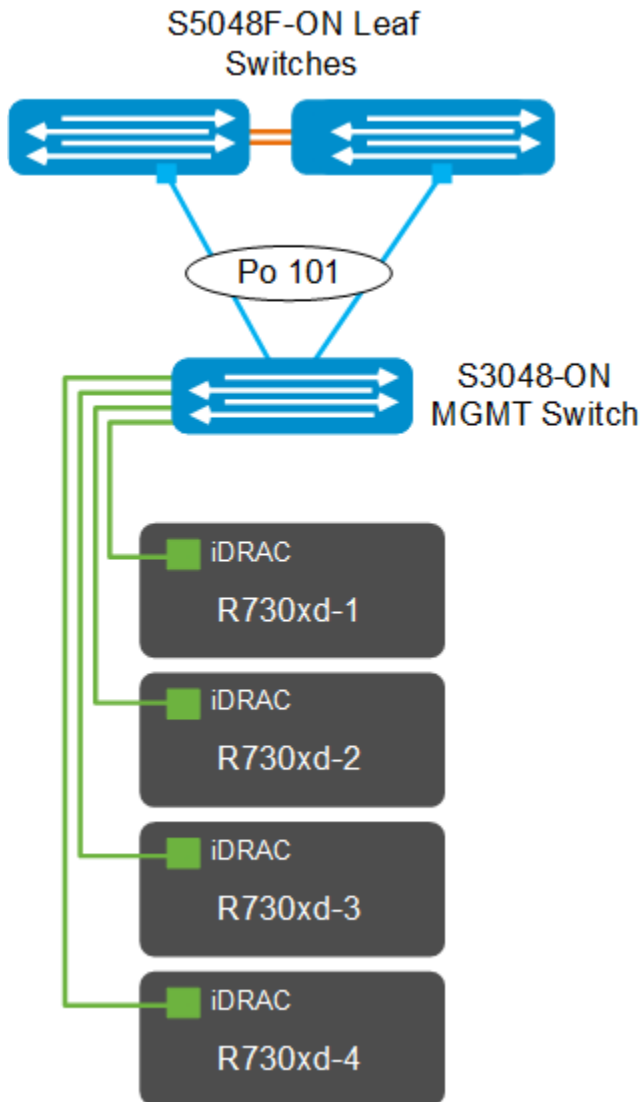 S5048F-ON Leaf
Switches
Po 101
S3048-ON
MGMT Switch
iDRAC
R730xd-1
iDRAC
R730xd-2
iDRAC
R730xd-3
iDRAC
R730xd-4